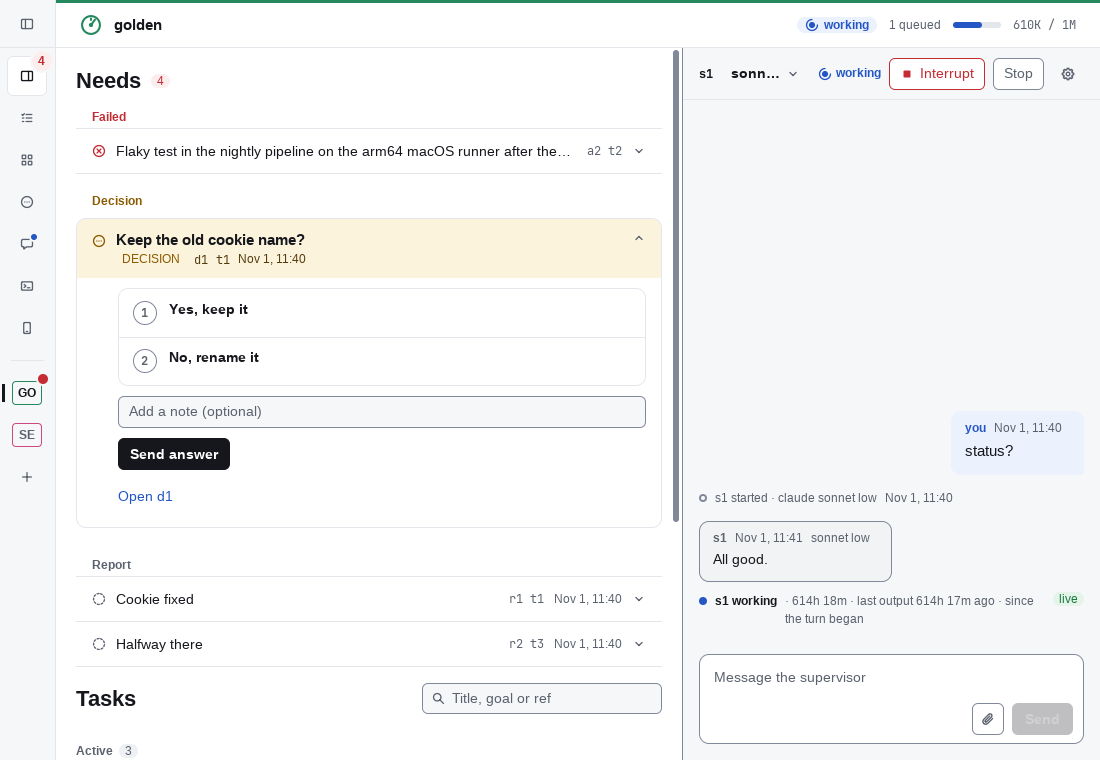 golden
working
1 queued
610K / 1M
4
Needs 4
Failed
Flaky test in the nightly pipeline on the arm64 macOS runner after the… a2 t2
Decision
Keep the old cookie name?
DECISION d1 t1 Nov 1, 11:40
1 Yes, keep it
2 No, rename it
Add a note (optional)
Send answer
Open d1
Report
Cookie fixed r1 t1 Nov 1, 11:40
Halfway there r2 t3 Nov 1, 11:40
Tasks
Title, goal or ref
Active 3
GO
SE
s1 sonn… working Interrupt Stop
you Nov 1, 11:40
status?
s1 started · claude sonnet low Nov 1, 11:40
s1 Nov 1, 11:41 sonnet low
All good.
s1 working · 614h 18m · last output 614h 17m ago · since
the turn began
live
Message the supervisor
Send